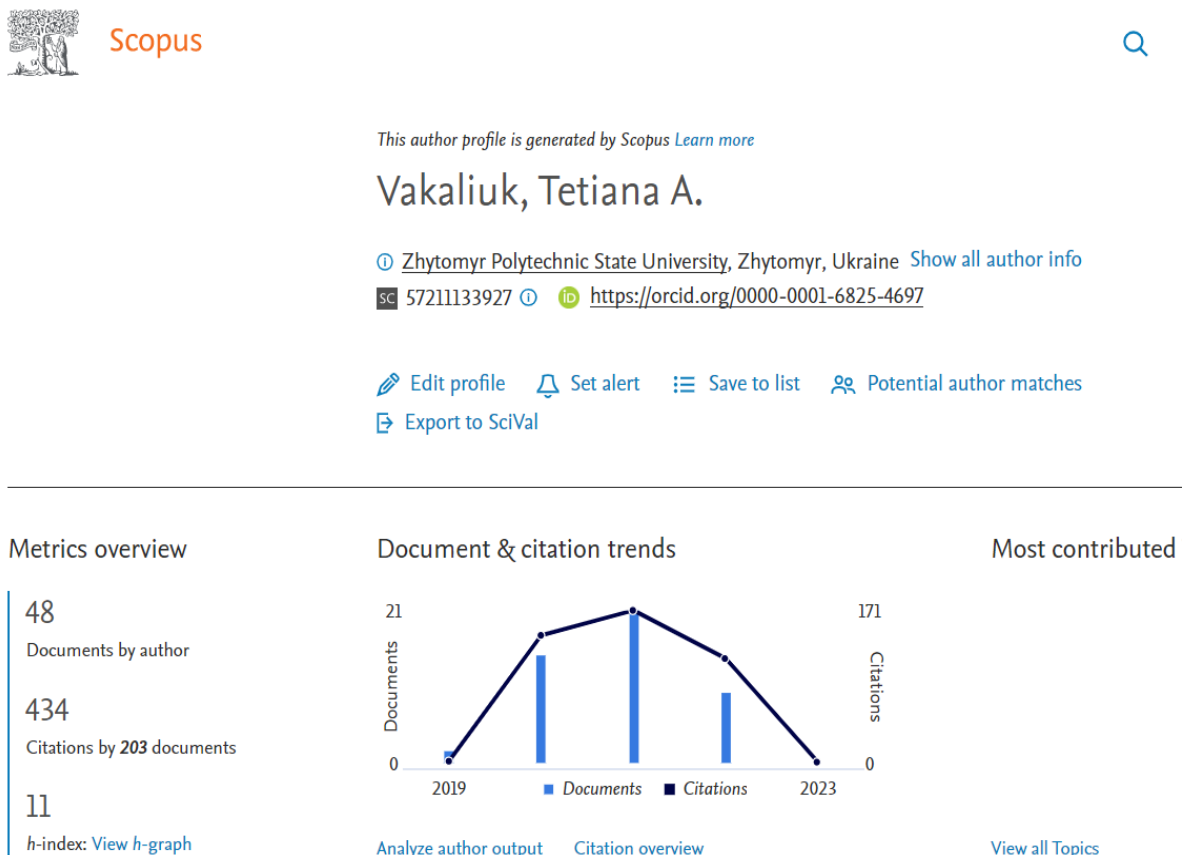 Scopus
This author profile is generated by Scopus Learn more
Vakaliuk, Tetiana A.
Zhytomyr Polytechnic State University, Zhytomyr, Ukraine Show all author info
SC 57211133927 iD https://orcid.org/0000-0001-6825-4697
Edit profile Set alert Save to list Potential author matches
Export to SciVal
Metrics overview
48
Documents by author
434
Citations by 203 documents
11
h-index: View h-graph
Document & citation trends
21 171
Documents Citations
0 0
2019 Documents Citations 2023
Analyze author output Citation overview
Most contributed
View all Topics